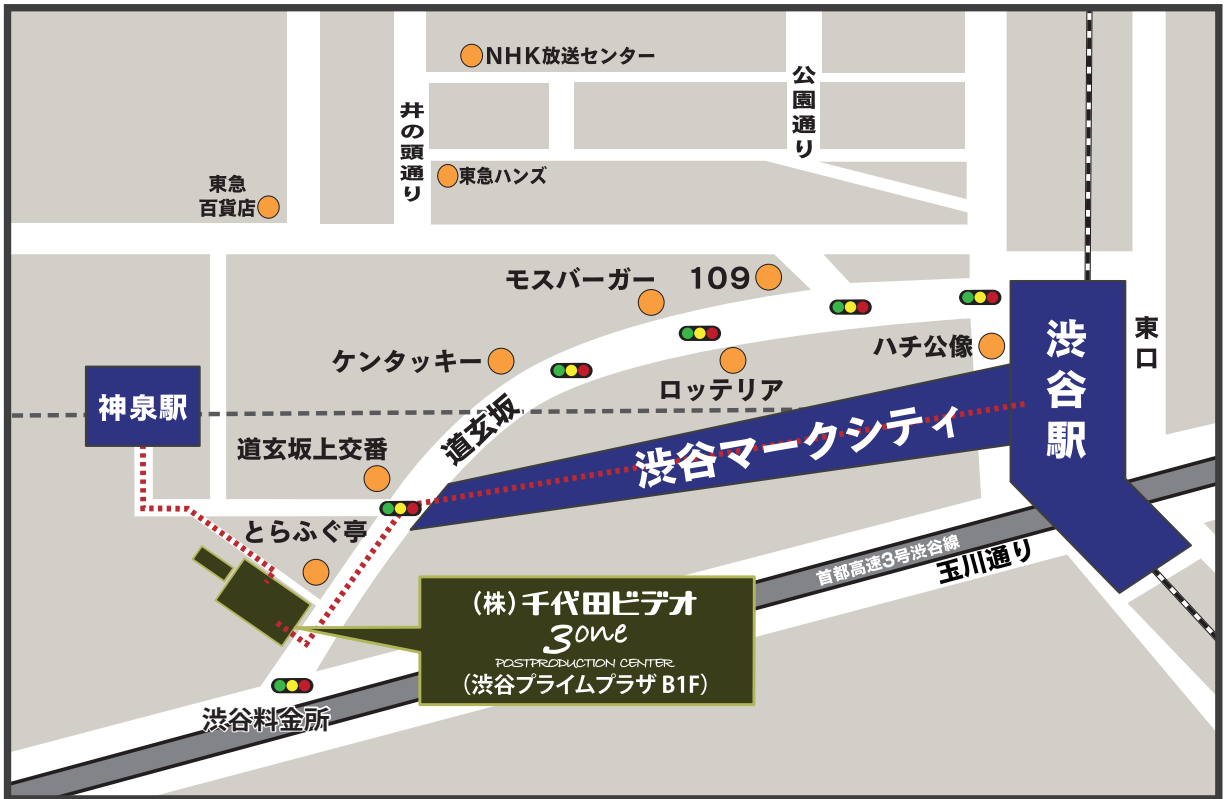 NHK放送センター
公園通り
井の頭通り
東急ハンズ
東急
百貨店
モスバーガー
109
ハチ公像
渋谷駅
東口
ケンタッキー
ロッテリア
神泉駅
道玄坂
渋谷マークシティ
道玄坂上交番
とらふぐ亭
首都高速3号渋谷線
玉川通り
(株)千代田ビデオ
3one
POSTPRODUCTION CENTER
(渋谷プライムプラザ B1F)
渋谷料金所